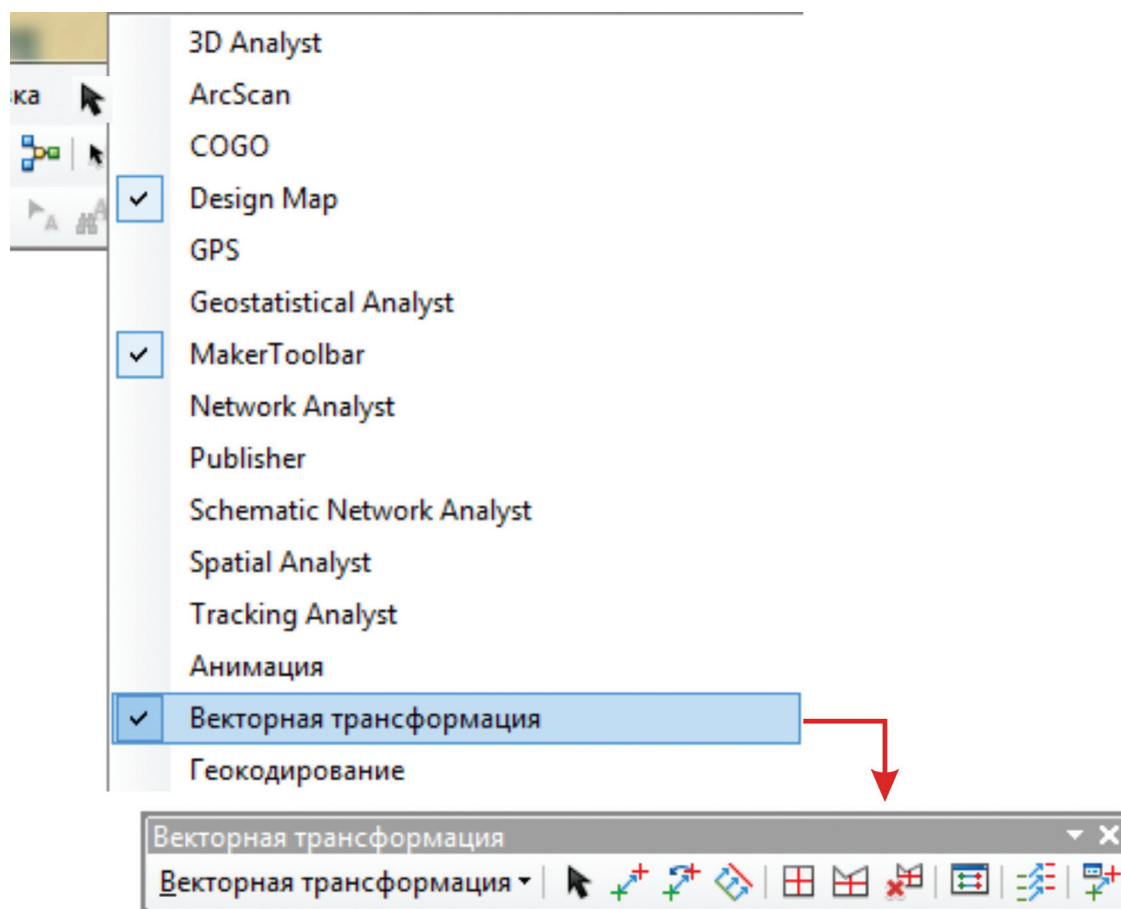 3D Analyst
ArcScan
COGO
Design Map
GPS
Geostatistical Analyst
MakerToolbar
Network Analyst
Publisher
Schematic Network Analyst
Spatial Analyst
Tracking Analyst
Анимация
Векторная трансформация
Геокодирование
Векторная трансформация
Векторная трансформация